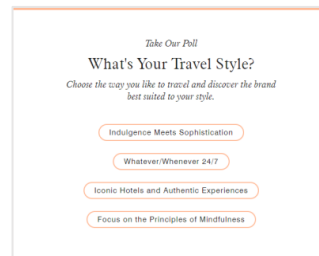 Take Our Poll
What's Your Travel Style?
Choose the way you like to travel and discover the brand
best suited to your style.
Indulgence Meets Sophistication
Whatever/Whenever 24/7
Iconic Hotels and Authentic Experiences
Focus on the Principles of Mindfulness